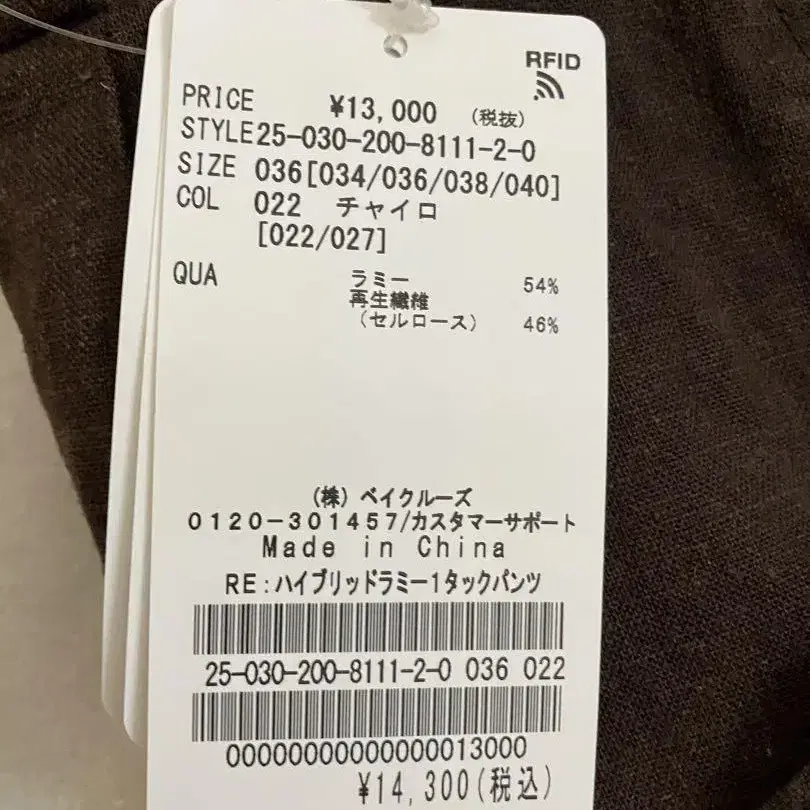 RFID
PRICE ¥13,000 (税抜)
STYLE25-030-200-8111-2-0
SIZE 036[034/036/038/040]
COL 022 チャイロ
[022/027]
QUA ラミー 54%
再生繊維
(セルロース) 46%
(株)ベイクルーズ
0120-301457/カスタマーサポート
Made in China
RE:ハイブリッドラミー1タックパンツ
25-030-200-8111-2-0 036 022
00000000000000013000
¥14,300(税込)